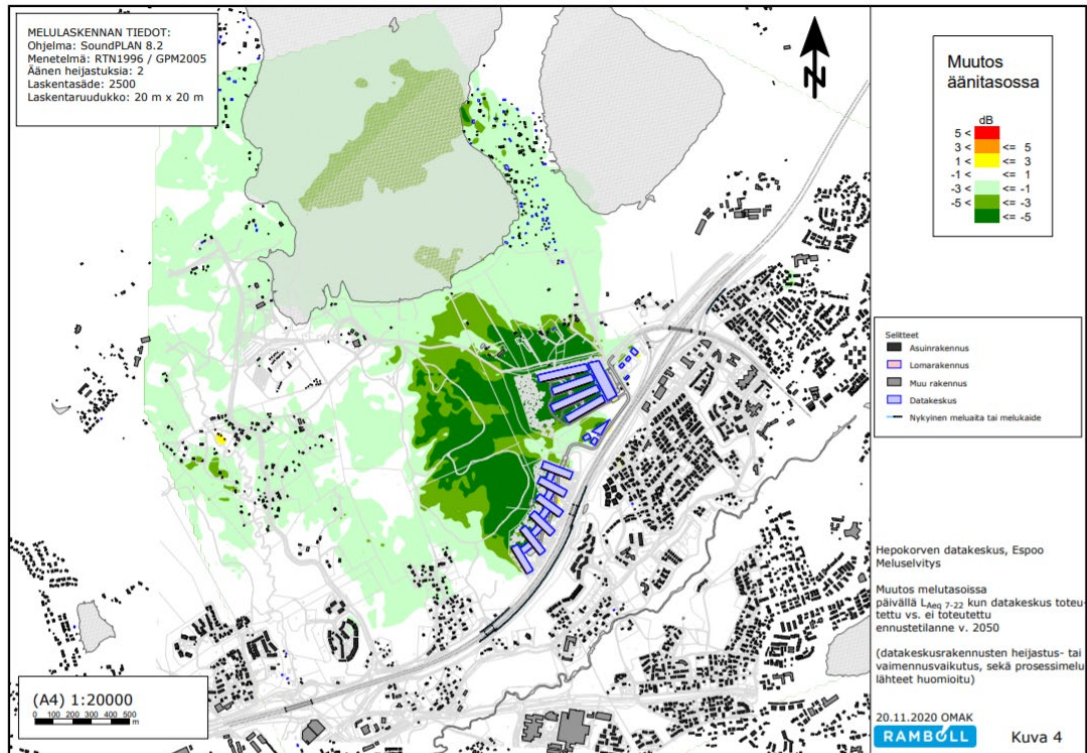 MELULASKENNAN TIEDOT:
Ohjelma: SoundPLAN 8.2
Menetelmä: RTN1996 / GPM2005
Äänen heijastuksia: 2
Laskentasäde: 2500
Laskentaruudukko: 20 m x 20 m
N
Muutos
äänitasossa
dB
5 <
3 < <= 5
1 < <= 3
-1 < <= 1
-3 < <= -1
-5 < <= -3
<= -5
Selitteet
Asuinrakennus
Lomarakennus
Muu rakennus
Datakeskus
Nykyinen meluaita tai melukaide
Hepokorven datakeskus, Espoo
Meluselvitys
Muutos melutasoissa
päivällä LAeq 7-22 kun datakeskus toteu
tettu vs. ei toteutettu
ennustetilanne v. 2050
(datakeskusrakennusten heijastus- tai
vaimennusvaikutus, sekä prosessimelu
lähteet huomioitu)
(A4) 1:20000
0 100 200 300 400 500
m
20.11.2020 OMAK
RAMBOLL Kuva 4